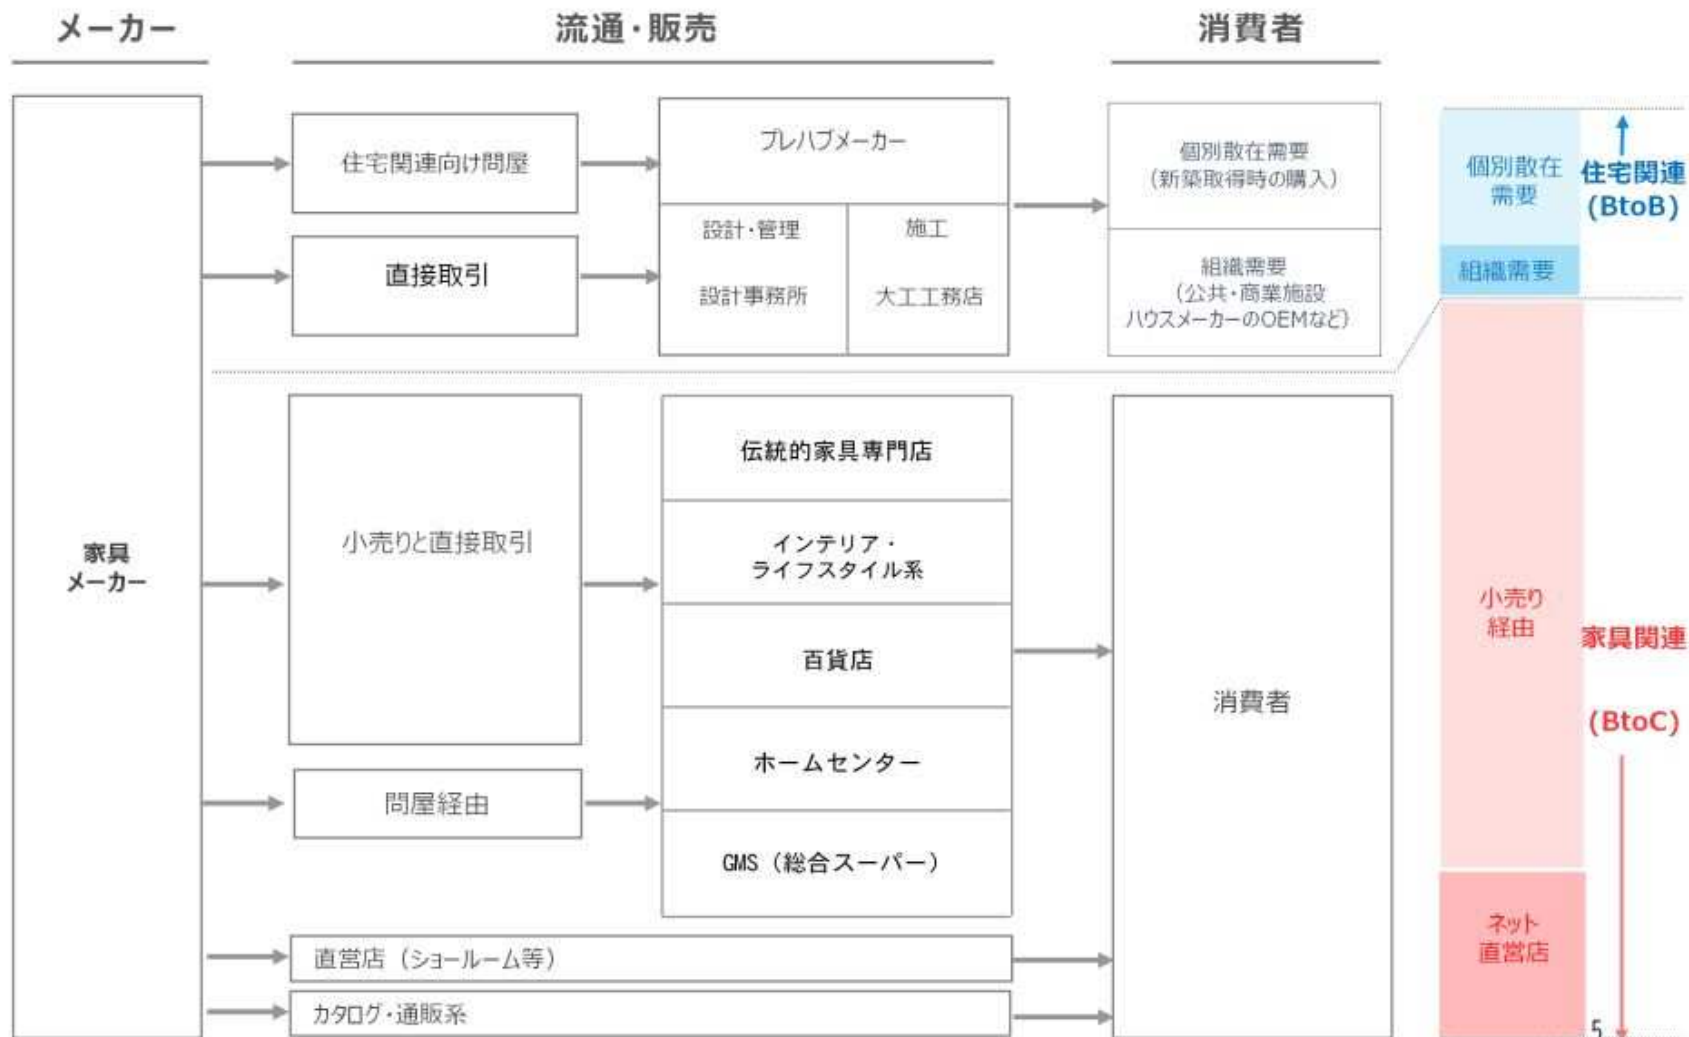 メーカー
流通・販売
消費者
家具
メーカー
住宅関連向け問屋
直接取引
プレハブメーカー
設計・管理
設計事務所
施工
大工工務店
個別散在需要
(新築取得時の購入)
組織需要
(公共・商業施設
ハウスメーカーのOEMなど)
個別散在
需要
組織需要
住宅関連
(BtoB)
小売りと直接取引
問屋経由
伝統的家具専門店
インテリア・
ライフスタイル系
百貨店
ホームセンター
GMS（総合スーパー）
直営店（ショールーム等）
カタログ・通販系
消費者
小売り
経由
家具関連
(BtoC)
ネット
直営店
5